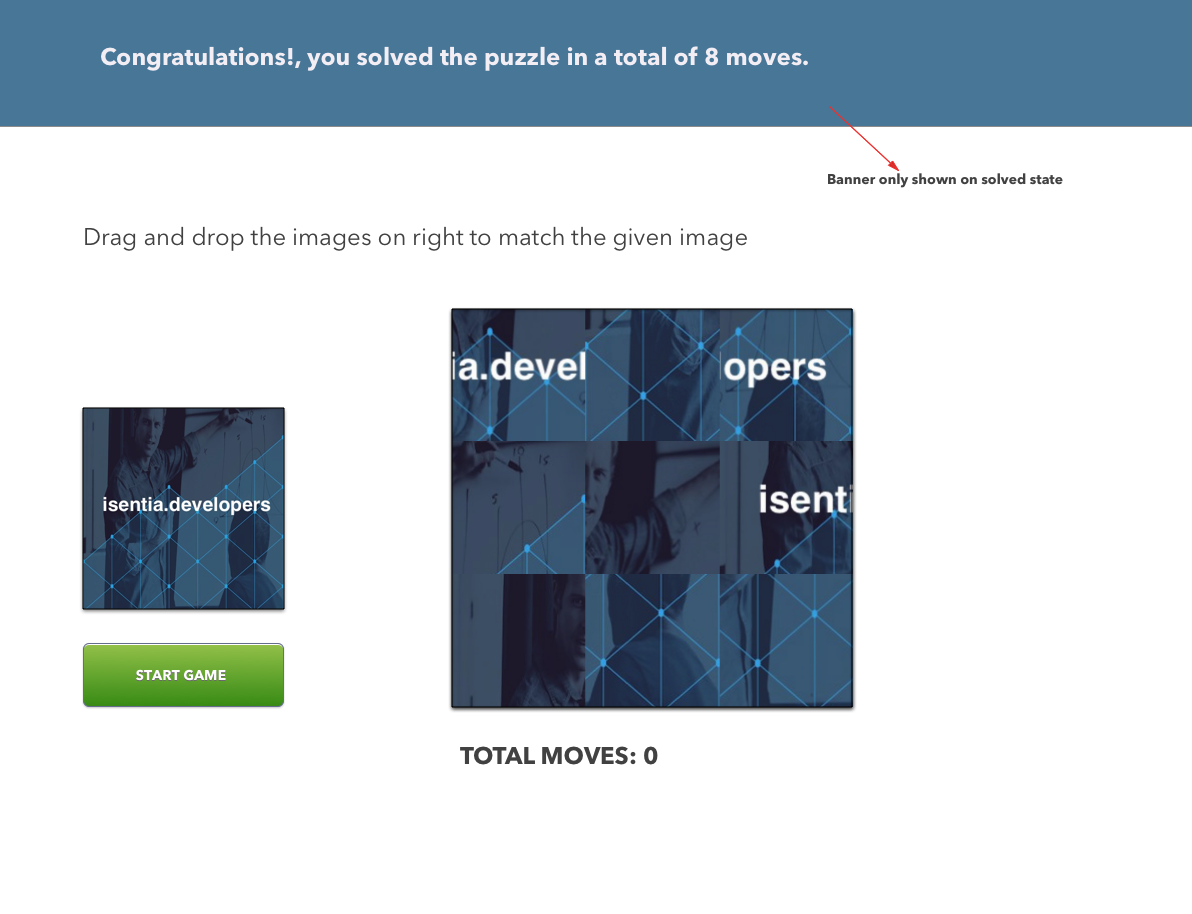 Congratulations!, you solved the puzzle in a total of 8 moves.
Banner only shown on solved state
Drag and drop the images on right to match the given image
ia.devel
opers
isentia.developers
isenti
START GAME
TOTAL MOVES: 0